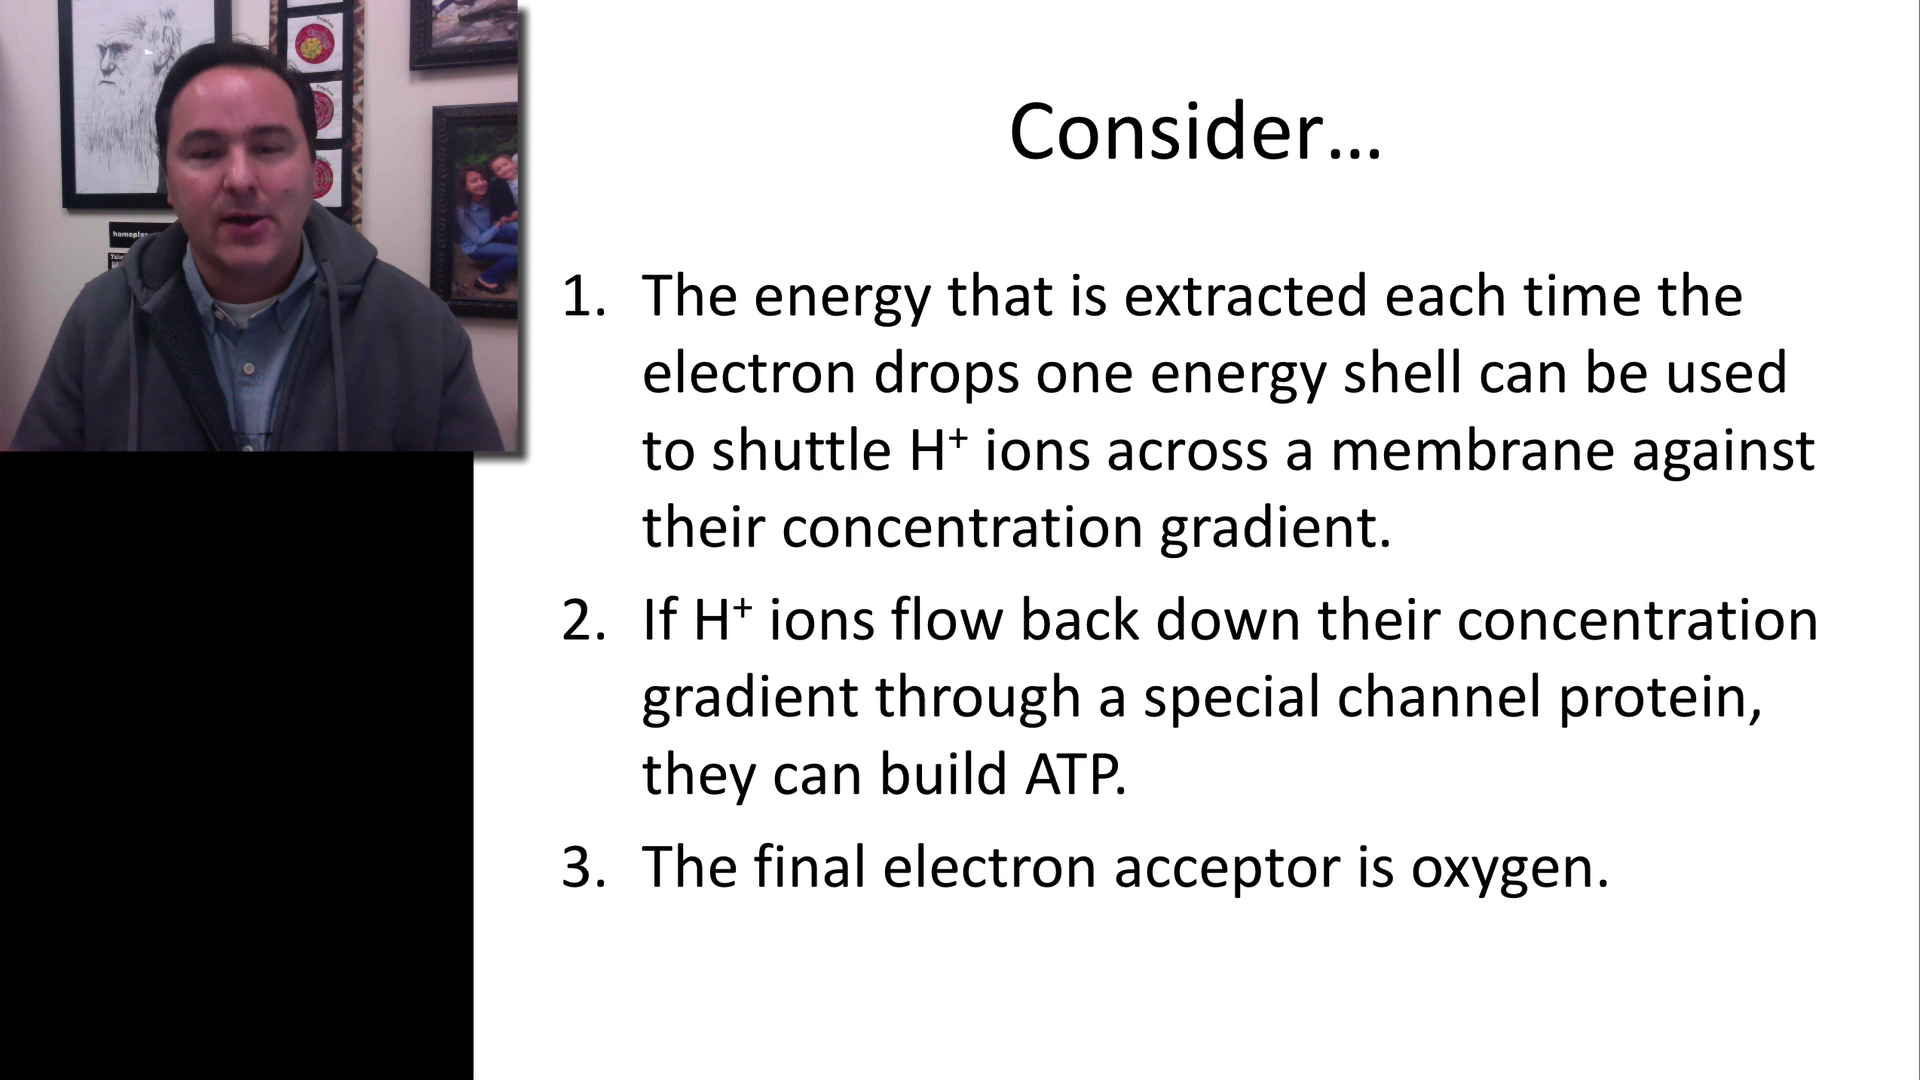 Consider...
1. The energy that is extracted each time the
electron drops one energy shell can be used
to shuttle H⁺ ions across a membrane against
their concentration gradient.
2. If H⁺ ions flow back down their concentration
gradient through a special channel protein,
they can build ATP.
3. The final electron acceptor is oxygen.